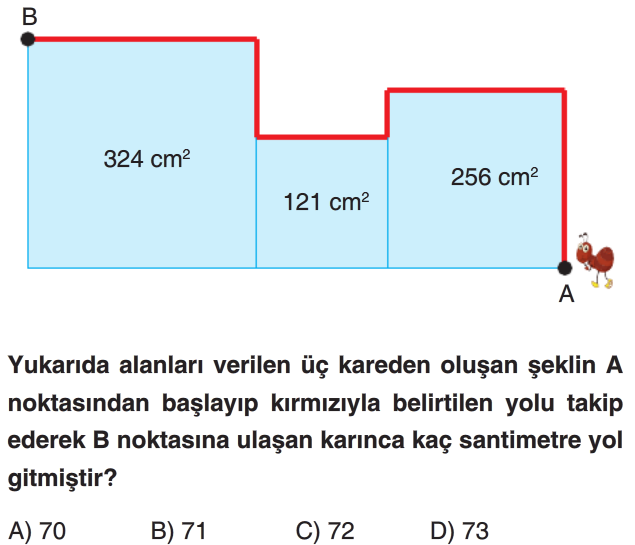 B
324 cm²
121 cm²
256 cm²
A
Yukarıda alanları verilen üç kareden oluşan şeklin A
noktasından başlayıp kırmızıyla belirtilen yolu takip
ederek B noktasına ulaşan karınca kaç santimetre yol
gitmiştir?
A) 70 B) 71 C) 72 D) 73